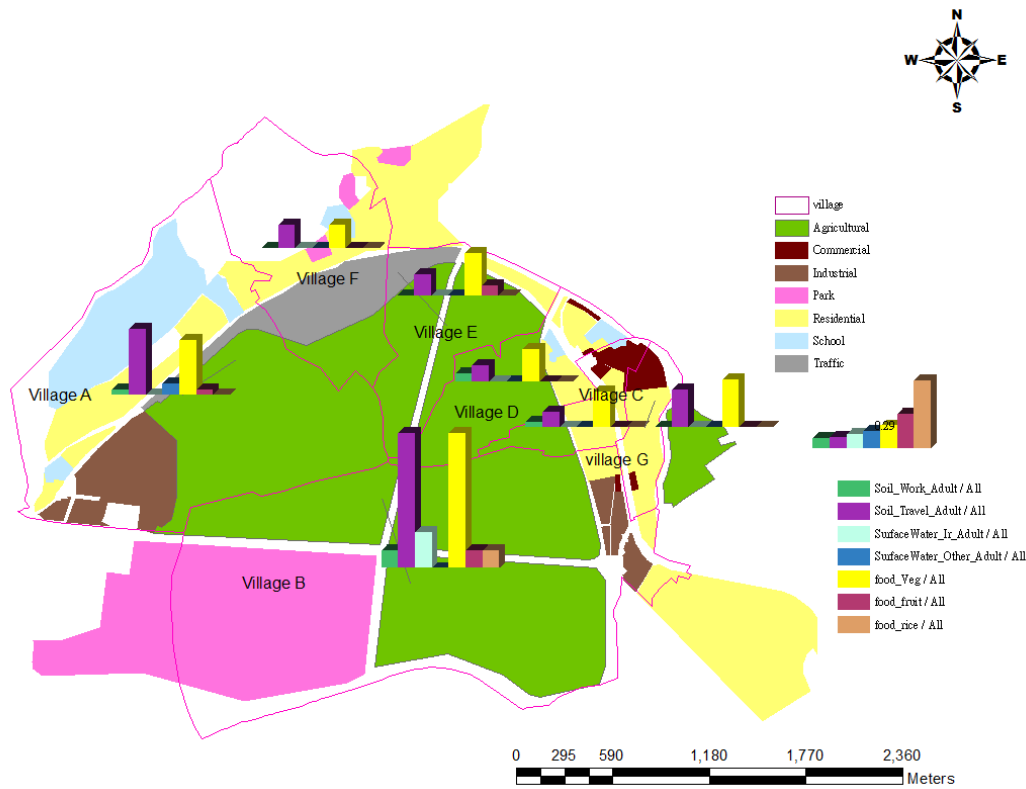 N
W E
S
village
Agricultural
Commercial
Industrial
Park
Residential
School
Traffic
Village F
Village E
Village A
Village C
Village D
village G
Village B
0.29
Soil_Work_Adult / All
Soil_Travel_Adult / All
SurfaceWater_Ir_Adult / All
SurfaceWater_Other_Adult / All
food_Veg / All
food_fruit / All
food_rice / All
0 295 590 1,180 1,770 2,360
Meters